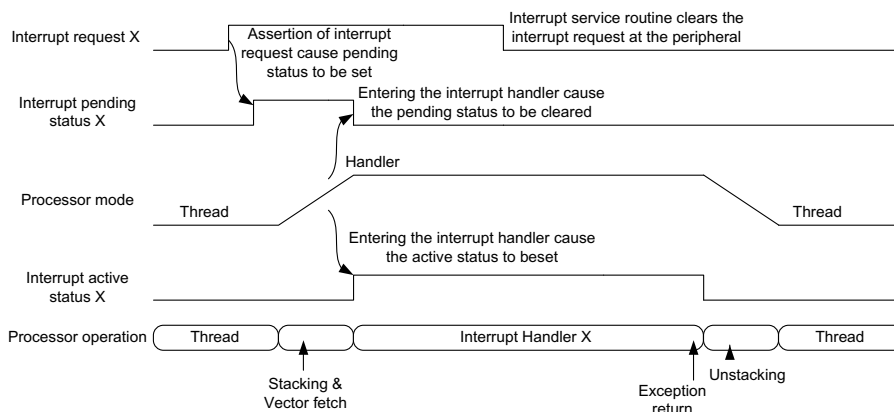 Interrupt request X
Assertion of interrupt
request cause pending
status to be set
Interrupt service routine clears the
interrupt request at the peripheral
Interrupt pending
status X
Entering the interrupt handler cause
the pending status to be cleared
Handler
Processor mode
Thread
Thread
Entering the interrupt handler cause
the active status to beset
Interrupt active
status X
Processor operation
Thread
Interrupt Handler X
Thread
Stacking &
Vector fetch
Exception
return
Unstacking